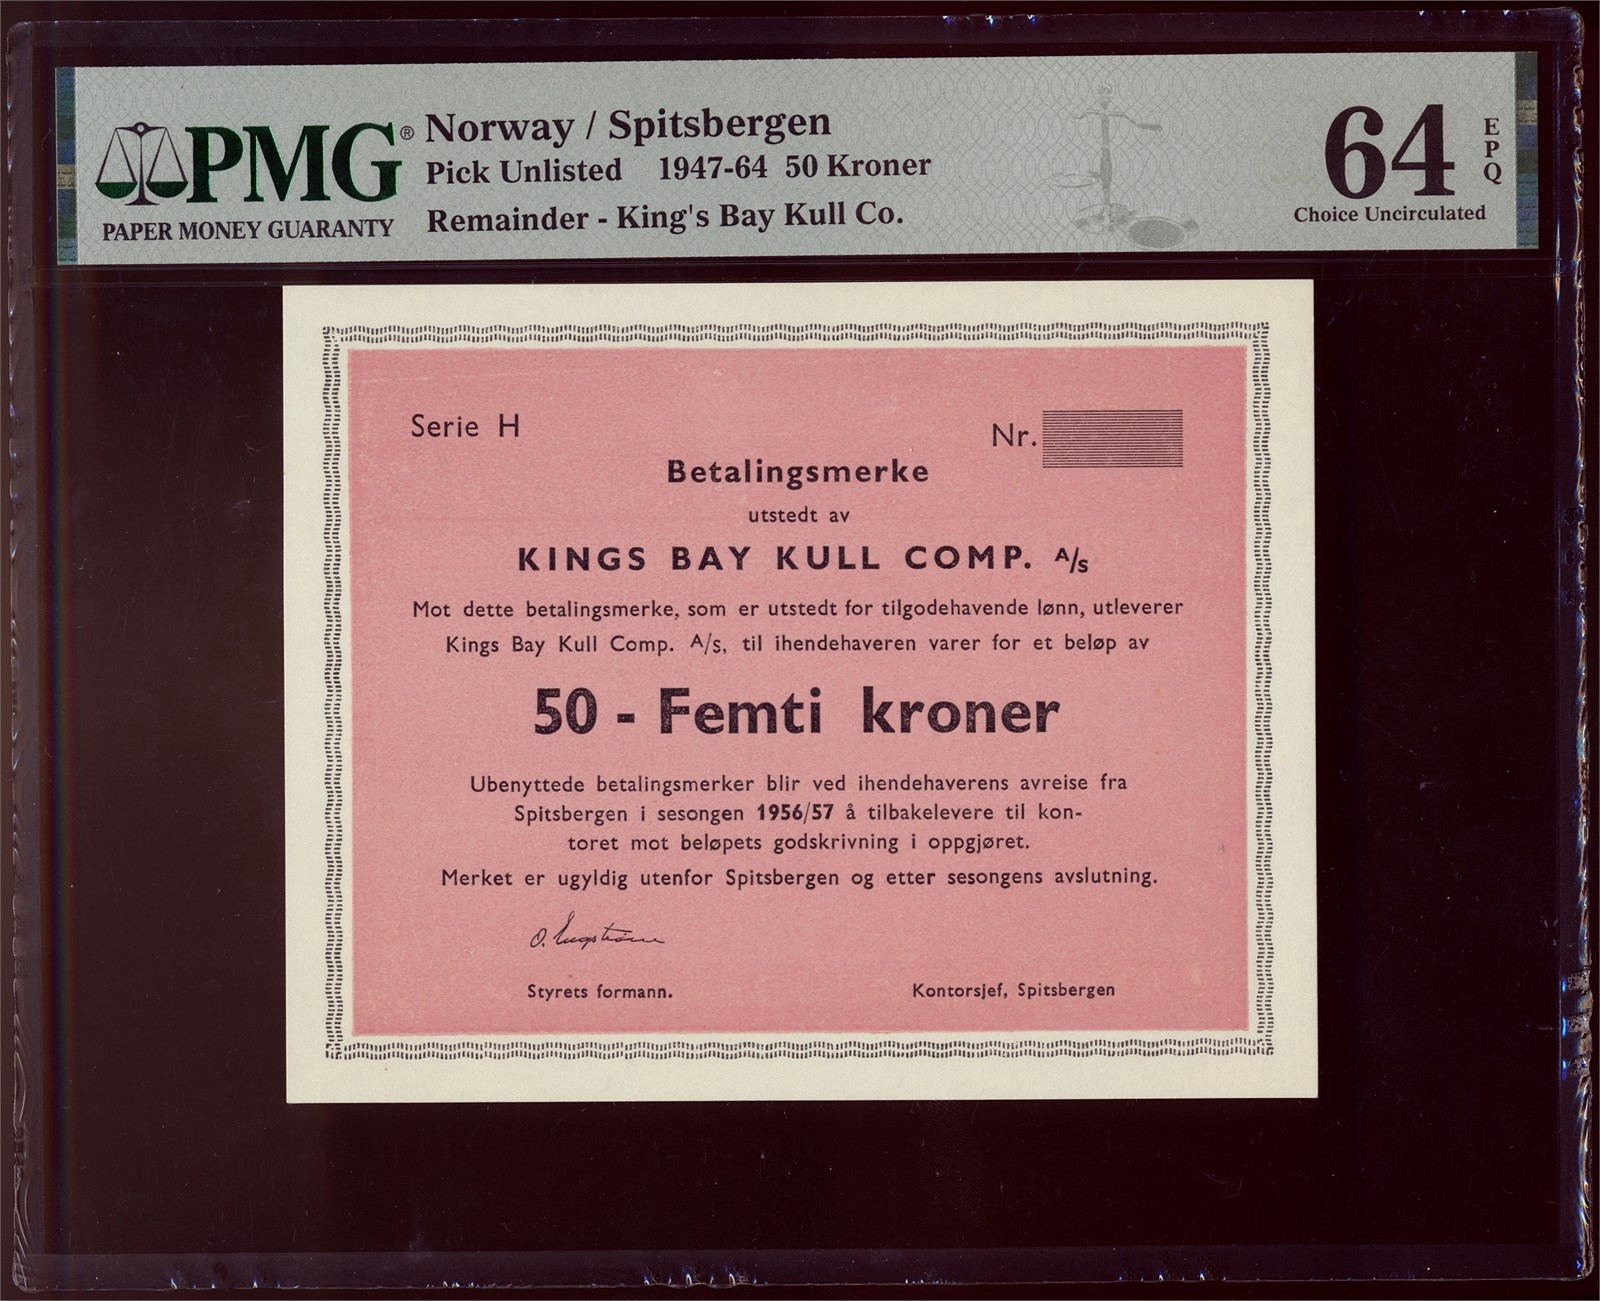 PMG®
PAPER MONEY GUARANTY
Norway / Spitsbergen
Pick Unlisted 1947-64 50 Kroner
Remainder - King's Bay Kull Co.
64 EPQ
Choice Uncirculated
Serie H
Nr.
Betalingsmerke
utstedt av
KINGS BAY KULL COMP. A/s
Mot dette betalingsmerke, som er utstedt for tilgodehavende lønn, utleverer
Kings Bay Kull Comp. A/s, til ihendehaveren varer for et beløp av
50 - Femti kroner
Ubenyttede betalingsmerker blir ved ihendehaverens avreise fra
Spitsbergen i sesongen 1956/57 å tilbakelevere til kon-
toret mot beløpets godskrivning i oppgjøret.
Merket er ugyldig utenfor Spitsbergen og etter sesongens avslutning.
O. Engstrøm
Styrets formann.
Kontorsjef, Spitsbergen